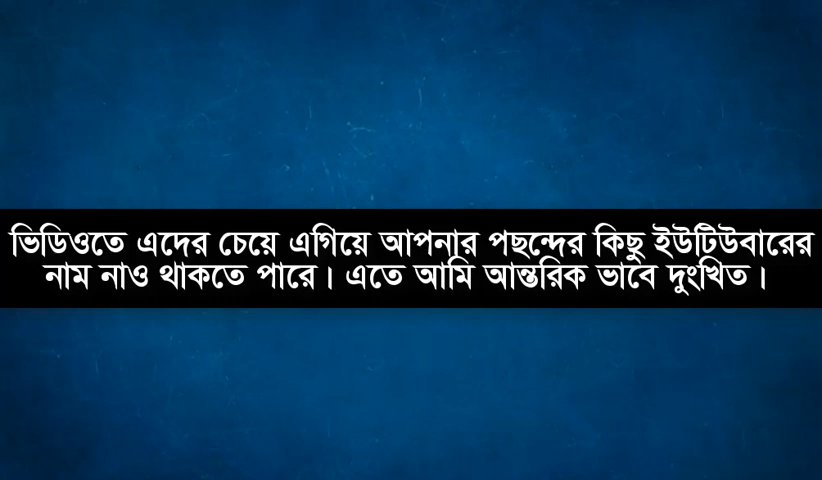 ভিডিওতে এদের চেয়ে এগিয়ে আপনার পছন্দের কিছু ইউটিউবারের
নাম নাও থাকতে পারে। এতে আমি আন্তরিক ভাবে দুংখিত।